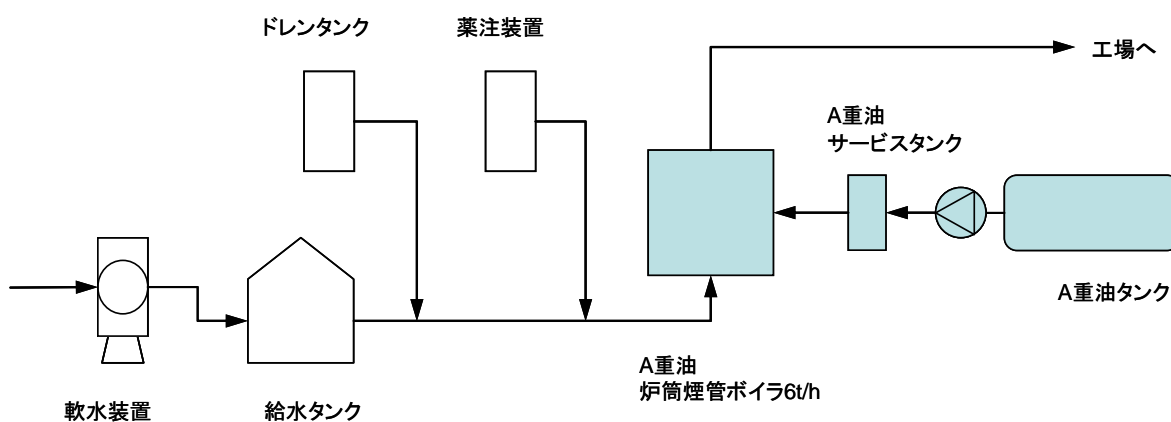 ドレンタンク
薬注装置
工場へ
A重油
サービスタンク
A重油タンク
A重油
炉筒煙管ボイラ6t/h
軟水装置
給水タンク